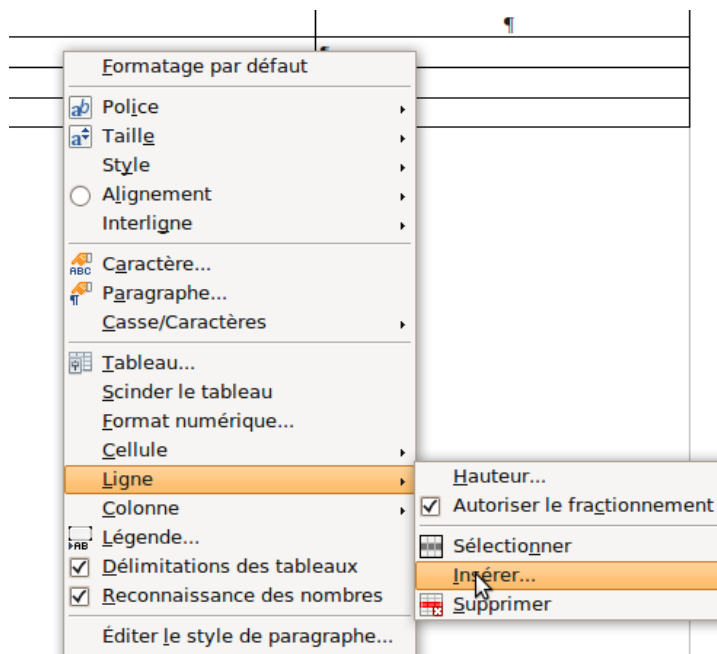 ¶
Formatage par défaut
Police
Taille
Style
Alignement
Interligne
Caractère...
Paragraphe...
Casse/Caractères
Tableau...
Scinder le tableau
Format numérique...
Cellule
Ligne
Colonne
Légende...
Délimitations des tableaux
Reconnaissance des nombres
Éditer le style de paragraphe...
Hauteur...
Autoriser le fractionnement
Sélectionner
Insérer...
Supprimer